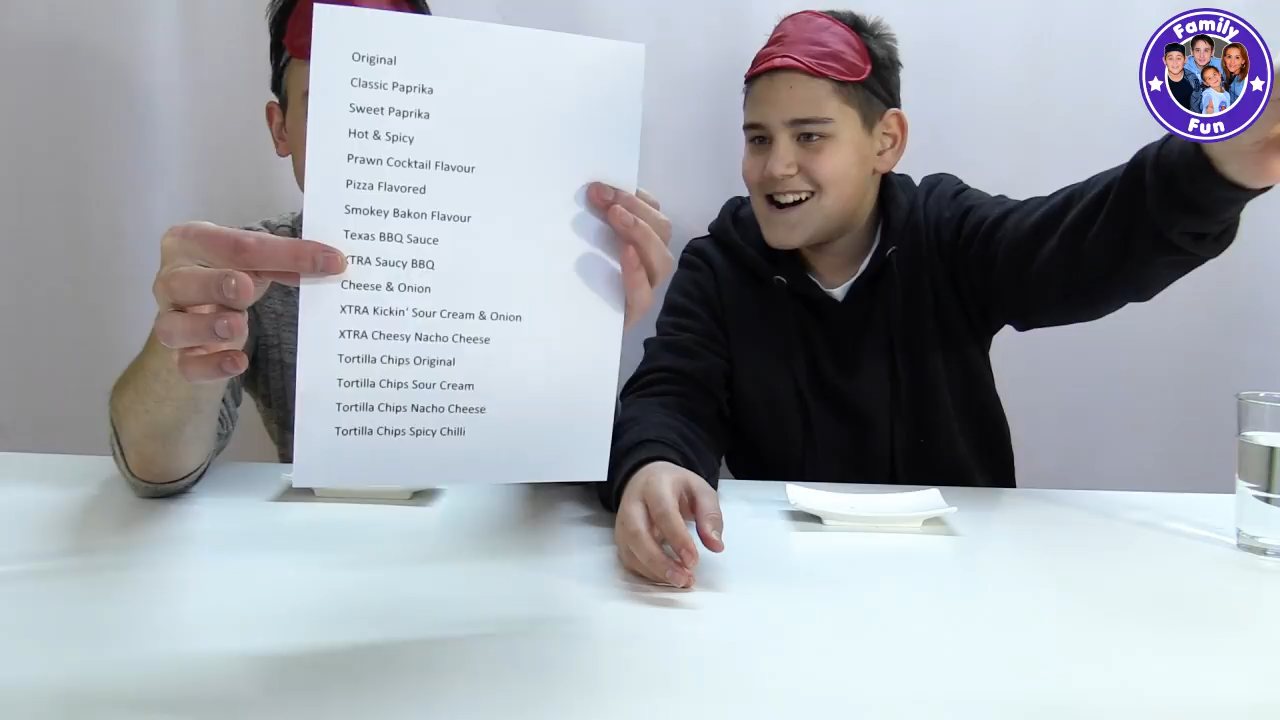 Original
Classic Paprika
Sweet Paprika
Hot & Spicy
Prawn Cocktail Flavour
Pizza Flavored
Smokey Bakon Flavour
Texas BBQ Sauce
XTRA Saucy BBQ
Cheese & Onion
XTRA Kickin' Sour Cream & Onion
XTRA Cheesy Nacho Cheese
Tortilla Chips Original
Tortilla Chips Sour Cream
Tortilla Chips Nacho Cheese
Tortilla Chips Spicy Chilli
Family
Fun